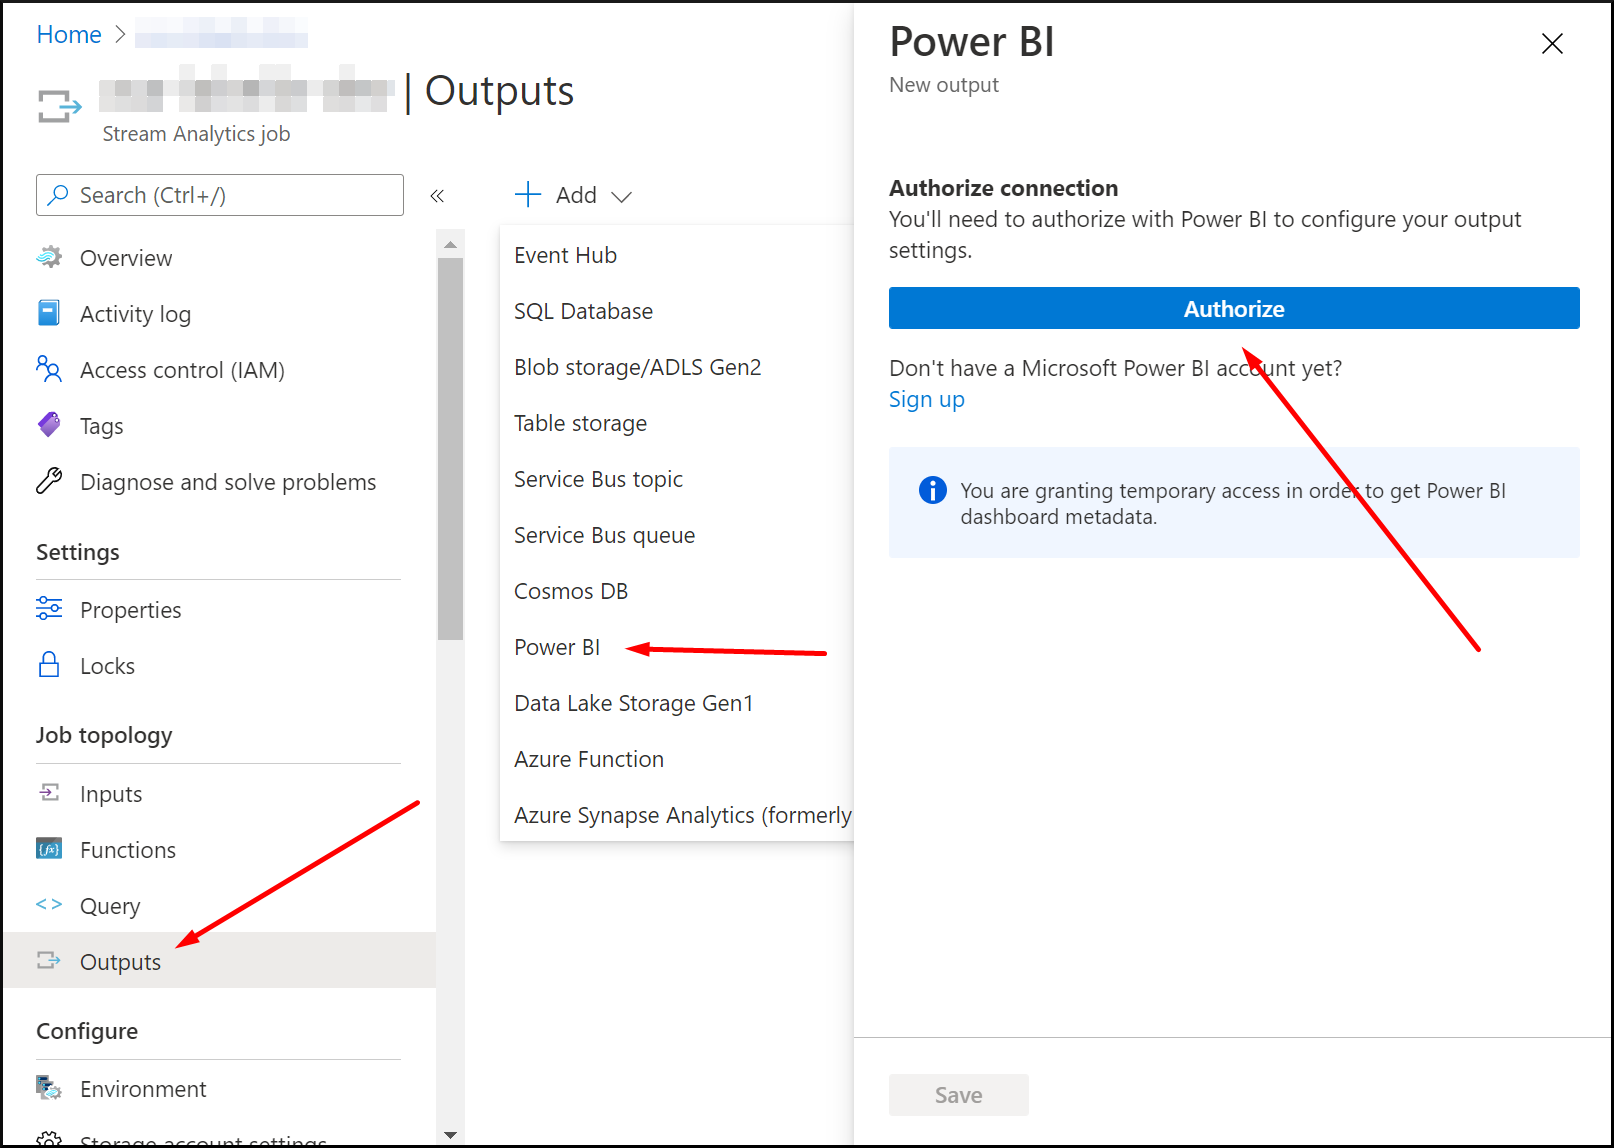 Home >
| Outputs
Stream Analytics job
Search (Ctrl+/)
«
Overview
Activity log
Access control (IAM)
Tags
Diagnose and solve problems
Settings
Properties
Locks
Job topology
Inputs
Functions
Query
Outputs
Configure
Environment
Storage account settings
+ Add
Event Hub
SQL Database
Blob storage/ADLS Gen2
Table storage
Service Bus topic
Service Bus queue
Cosmos DB
Power BI
Data Lake Storage Gen1
Azure Function
Azure Synapse Analytics (formerly
Power BI
New output
Authorize connection
You'll need to authorize with Power BI to configure your output
settings.
Authorize
Don't have a Microsoft Power BI account yet?
Sign up
You are granting temporary access in order to get Power BI
dashboard metadata.
Save